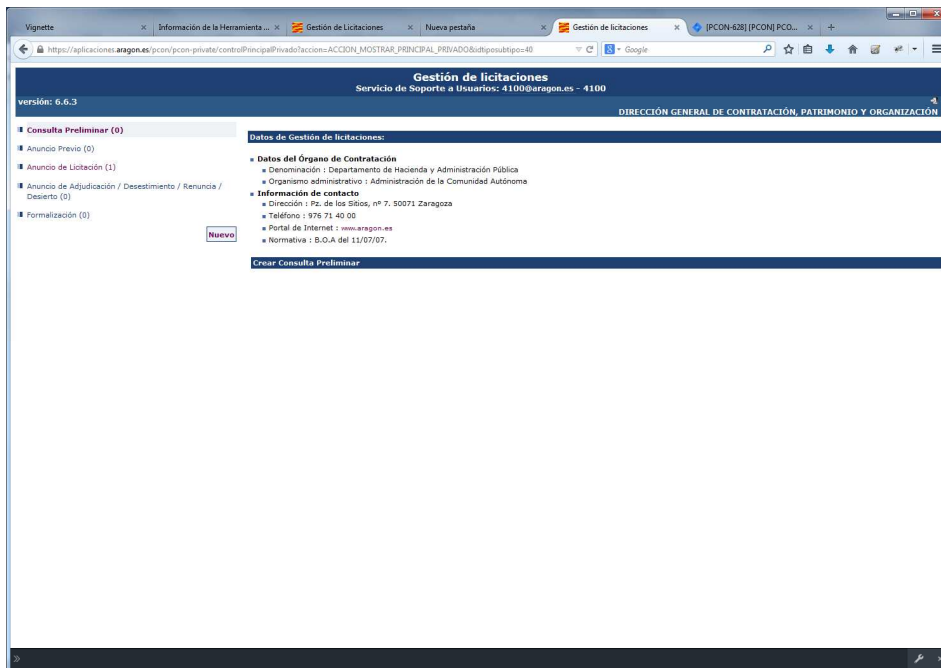 Vignette
Información de la Herramienta ...
Gestión de Licitaciones
Nueva pestaña
Gestión de licitaciones
[PCON-628] [PCON] PCO...
https://aplicaciones.aragon.es/pcon/pcon-private/controlPrincipalPrivado?accion=ACCION_MOSTRAR_PRINCIPAL_PRIVADO&idtiposubtipo=40
Google
Gestión de licitaciones
Servicio de Soporte a Usuarios: 4100@aragon.es - 4100
versión: 6.6.3
DIRECCIÓN GENERAL DE CONTRATACIÓN, PATRIMONIO Y ORGANIZACIÓN
Consulta Preliminar (0)
Anuncio Previo (0)
Anuncio de Licitación (1)
Anuncio de Adjudicación / Desestimiento / Renuncia /
Desierto (0)
Formalización (0)
Nuevo
Datos de Gestión de licitaciones:
Datos del Órgano de Contratación
Denominación : Departamento de Hacienda y Administración Pública
Organismo administrativo : Administración de la Comunidad Autónoma
Información de contacto
Dirección : Pz. de los Sitios, nº 7. 50071 Zaragoza
Teléfono : 976 71 40 00
Portal de Internet : www.aragon.es
Normativa : B.O.A del 11/07/07.
Crear Consulta Preliminar